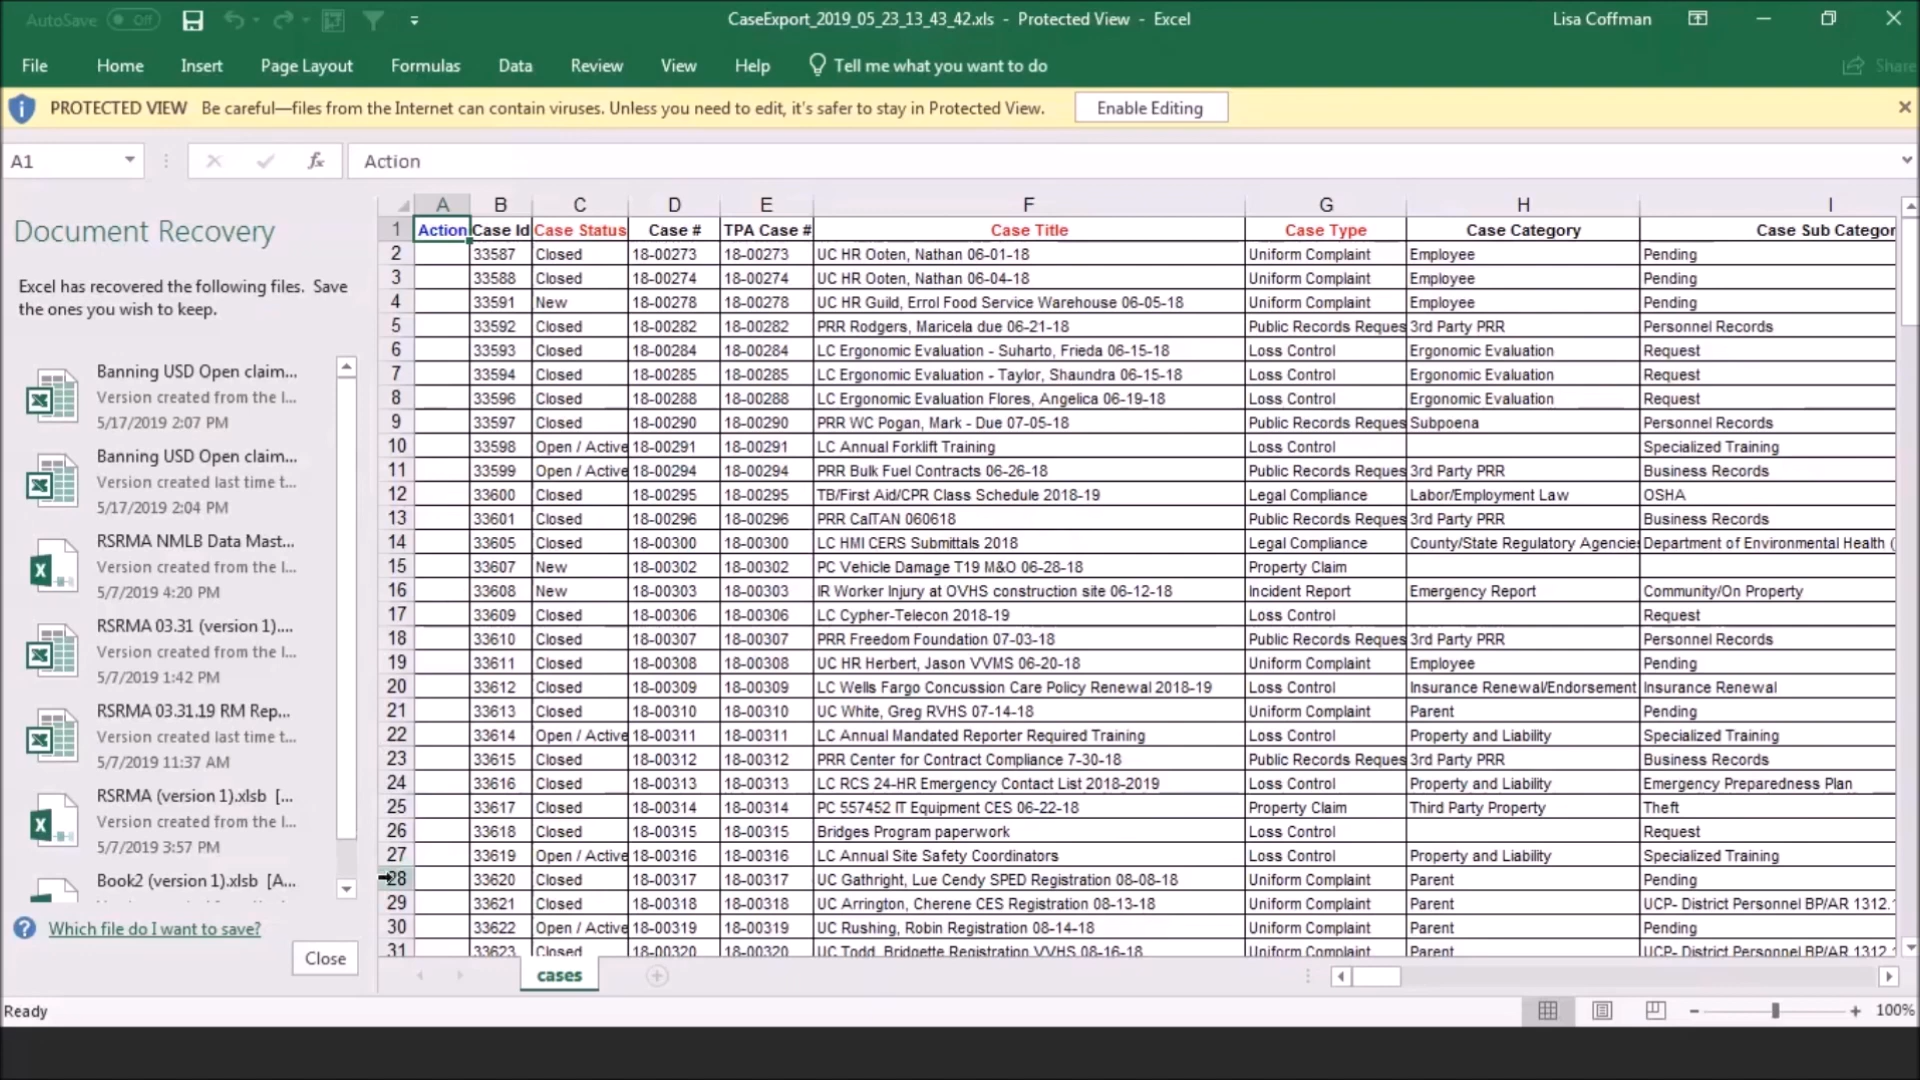 AutoSave Off
CaseExport_2019_05_23_13_43_42.xls - Protected View - Excel
Lisa Coffman
File Home Insert Page Layout Formulas Data Review View Help Tell me what you want to do Share
PROTECTED VIEW Be careful—files from the Internet can contain viruses. Unless you need to edit, it's safer to stay in Protected View. Enable Editing
A1 fx Action
Document Recovery
Excel has recovered the following files. Save
the ones you wish to keep.
Banning USD Open claim...
Version created from the l...
5/17/2019 2:07 PM
Banning USD Open claim...
Version created last time t...
5/17/2019 2:04 PM
RSRMA NMLB Data Mast...
Version created from the l...
5/7/2019 4:20 PM
RSRMA 03.31 (version 1)....
Version created from the l...
5/7/2019 1:42 PM
RSRMA 03.31.19 RM Rep...
Version created last time t...
5/7/2019 11:37 AM
RSRMA (version 1).xlsb [...
Version created from the l...
5/7/2019 3:57 PM
Book2 (version 1).xlsb [A...
Which file do I want to save?
Close
A B C D E F G H I
1 Action Case Id Case Status Case # TPA Case # Case Title Case Type Case Category Case Sub Categor
2 33587 Closed 18-00273 18-00273 UC HR Ooten, Nathan 06-01-18 Uniform Complaint Employee Pending
3 33588 Closed 18-00274 18-00274 UC HR Ooten, Nathan 06-04-18 Uniform Complaint Employee Pending
4 33591 New 18-00278 18-00278 UC HR Guild, Errol Food Service Warehouse 06-05-18 Uniform Complaint Employee Pending
5 33592 Closed 18-00282 18-00282 PRR Rodgers, Maricela due 06-21-18 Public Records Reques 3rd Party PRR Personnel Records
6 33593 Closed 18-00284 18-00284 LC Ergonomic Evaluation - Suharto, Frieda 06-15-18 Loss Control Ergonomic Evaluation Request
7 33594 Closed 18-00285 18-00285 LC Ergonomic Evaluation - Taylor, Shaundra 06-15-18 Loss Control Ergonomic Evaluation Request
8 33596 Closed 18-00288 18-00288 LC Ergonomic Evaluation Flores, Angelica 06-19-18 Loss Control Ergonomic Evaluation Request
9 33597 Closed 18-00290 18-00290 PRR WC Pogan, Mark - Due 07-05-18 Public Records Reques Subpoena Personnel Records
10 33598 Open / Active 18-00291 18-00291 LC Annual Forklift Training Loss Control Specialized Training
11 33599 Open / Active 18-00294 18-00294 PRR Bulk Fuel Contracts 06-26-18 Public Records Reques 3rd Party PRR Business Records
12 33600 Closed 18-00295 18-00295 TB/First Aid/CPR Class Schedule 2018-19 Legal Compliance Labor/Employment Law OSHA
13 33601 Closed 18-00296 18-00296 PRR CalTAN 060618 Public Records Reques 3rd Party PRR Business Records
14 33605 Closed 18-00300 18-00300 LC HMI CERS Submittals 2018 Legal Compliance County/State Regulatory Agencies Department of Environmental Health (
15 33607 New 18-00302 18-00302 PC Vehicle Damage T19 M&O 06-28-18 Property Claim
16 33608 New 18-00303 18-00303 IR Worker Injury at OVHS construction site 06-12-18 Incident Report Emergency Report Community/On Property
17 33609 Closed 18-00306 18-00306 LC Cypher-Telecon 2018-19 Loss Control Request
18 33610 Closed 18-00307 18-00307 PRR Freedom Foundation 07-03-18 Public Records Reques 3rd Party PRR Personnel Records
19 33611 Closed 18-00308 18-00308 UC HR Herbert, Jason VVMS 06-20-18 Uniform Complaint Employee Pending
20 33612 Closed 18-00309 18-00309 LC Wells Fargo Concussion Care Policy Renewal 2018-19 Loss Control Insurance Renewal/Endorsement Insurance Renewal
21 33613 Closed 18-00310 18-00310 UC White, Greg RVHS 07-14-18 Uniform Complaint Parent Pending
22 33614 Open / Active 18-00311 18-00311 LC Annual Mandated Reporter Required Training Loss Control Property and Liability Specialized Training
23 33615 Closed 18-00312 18-00312 PRR Center for Contract Compliance 7-30-18 Public Records Reques 3rd Party PRR Business Records
24 33616 Closed 18-00313 18-00313 LC RCS 24-HR Emergency Contact List 2018-2019 Loss Control Property and Liability Emergency Preparedness Plan
25 33617 Closed 18-00314 18-00314 PC 557452 IT Equipment CES 06-22-18 Property Claim Third Party Property Theft
26 33618 Closed 18-00315 18-00315 Bridges Program paperwork Loss Control Request
27 33619 Open / Active 18-00316 18-00316 LC Annual Site Safety Coordinators Loss Control Property and Liability Specialized Training
28 33620 Closed 18-00317 18-00317 UC Gathright, Lue Cendy SPED Registration 08-08-18 Uniform Complaint Parent Pending
29 33621 Closed 18-00318 18-00318 UC Arrington, Cherene CES Registration 08-13-18 Uniform Complaint Parent UCP- District Personnel BP/AR 1312.
30 33622 Open / Active 18-00319 18-00319 UC Rushing, Robin Registration 08-14-18 Uniform Complaint Parent Pending
31 33623 Closed 18-00320 18-00320 UC Todd, Bridgette Registration VVHS 08-16-18 Uniform Complaint Parent UCP- District Personnel BP/AR 1312.
cases
Ready
100%